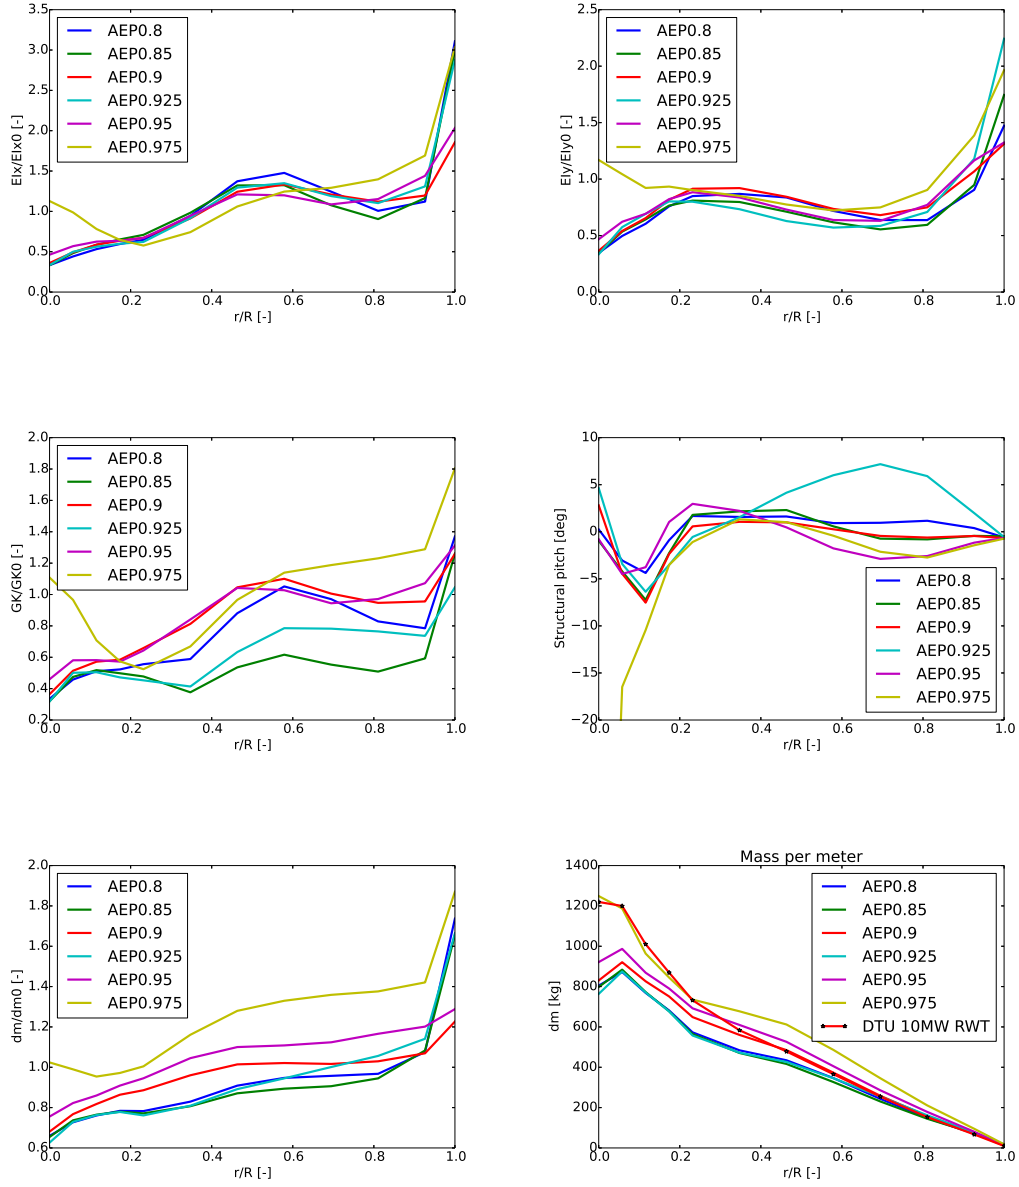 EIx/EIx0 [-]
3.5
3.0
2.5
2.0
1.5
1.0
0.5
0.0
AEP0.8
AEP0.85
AEP0.9
AEP0.925
AEP0.95
AEP0.975
0.0 0.2 0.4 0.6 0.8 1.0
r/R [-]
EIy/EIy0 [-]
2.5
2.0
1.5
1.0
0.5
0.0
AEP0.8
AEP0.85
AEP0.9
AEP0.925
AEP0.95
AEP0.975
0.0 0.2 0.4 0.6 0.8 1.0
r/R [-]
GK/GK0 [-]
2.0
1.8
1.6
1.4
1.2
1.0
0.8
0.6
0.4
0.2
AEP0.8
AEP0.85
AEP0.9
AEP0.925
AEP0.95
AEP0.975
0.0 0.2 0.4 0.6 0.8 1.0
r/R [-]
Structural pitch [deg]
10
5
0
−5
−10
−15
−20
AEP0.8
AEP0.85
AEP0.9
AEP0.925
AEP0.95
AEP0.975
0.0 0.2 0.4 0.6 0.8 1.0
r/R [-]
dm/dm0 [-]
2.0
1.8
1.6
1.4
1.2
1.0
0.8
0.6
AEP0.8
AEP0.85
AEP0.9
AEP0.925
AEP0.95
AEP0.975
0.0 0.2 0.4 0.6 0.8 1.0
r/R [-]
Mass per meter
dm [kg]
1400
1200
1000
800
600
400
200
0
AEP0.8
AEP0.85
AEP0.9
AEP0.925
AEP0.95
AEP0.975
DTU 10MW RWT
0.0 0.2 0.4 0.6 0.8 1.0
r/R [-]